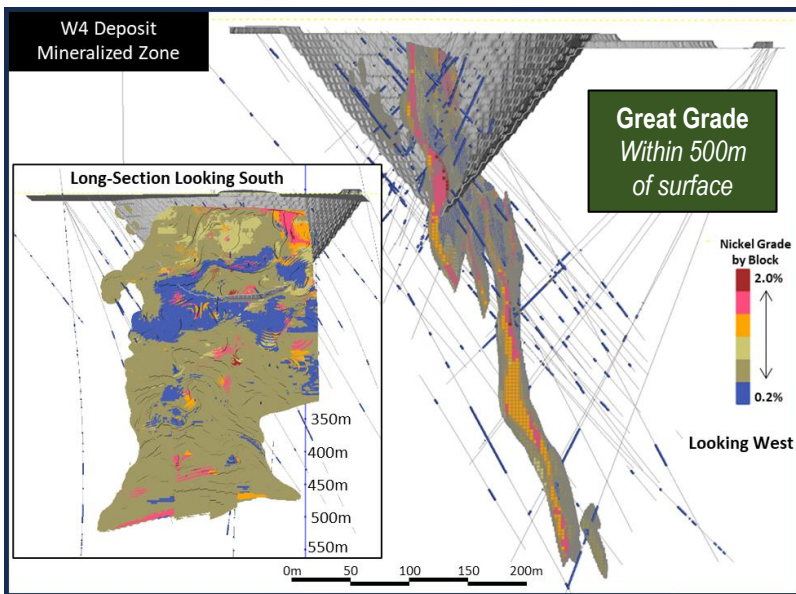 W4 Deposit
Mineralized Zone
Great Grade
Within 500m
of surface
Long-Section Looking South
Nickel Grade
by Block
2.0%
0.2%
Looking West
350m
400m
450m
500m
550m
0m 50 100 150 200m